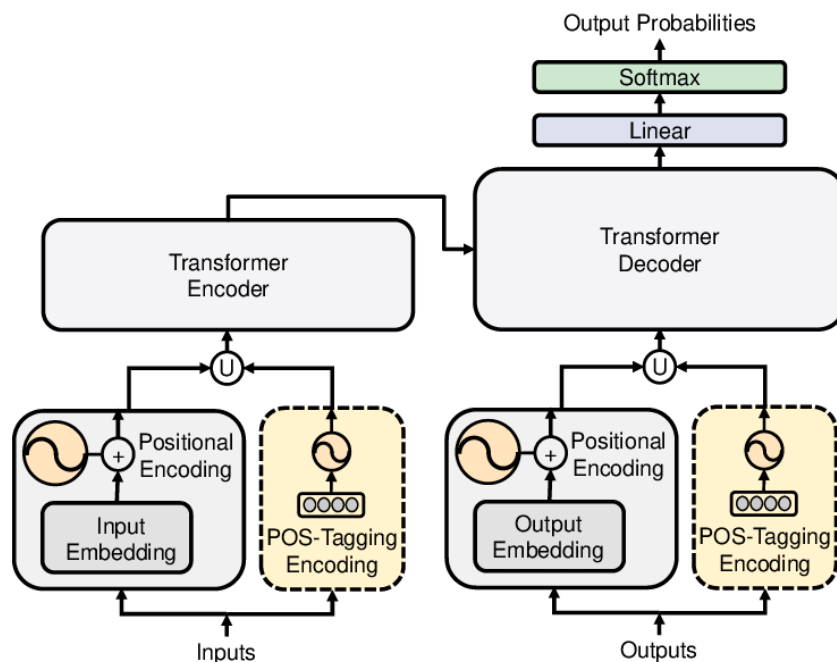 Output Probabilities
Softmax
Linear
Transformer
Decoder
Transformer
Encoder
U
U
Positional
Encoding
+
Input
Embedding
POS-Tagging
Encoding
Positional
Encoding
+
Output
Embedding
POS-Tagging
Encoding
Inputs
Outputs